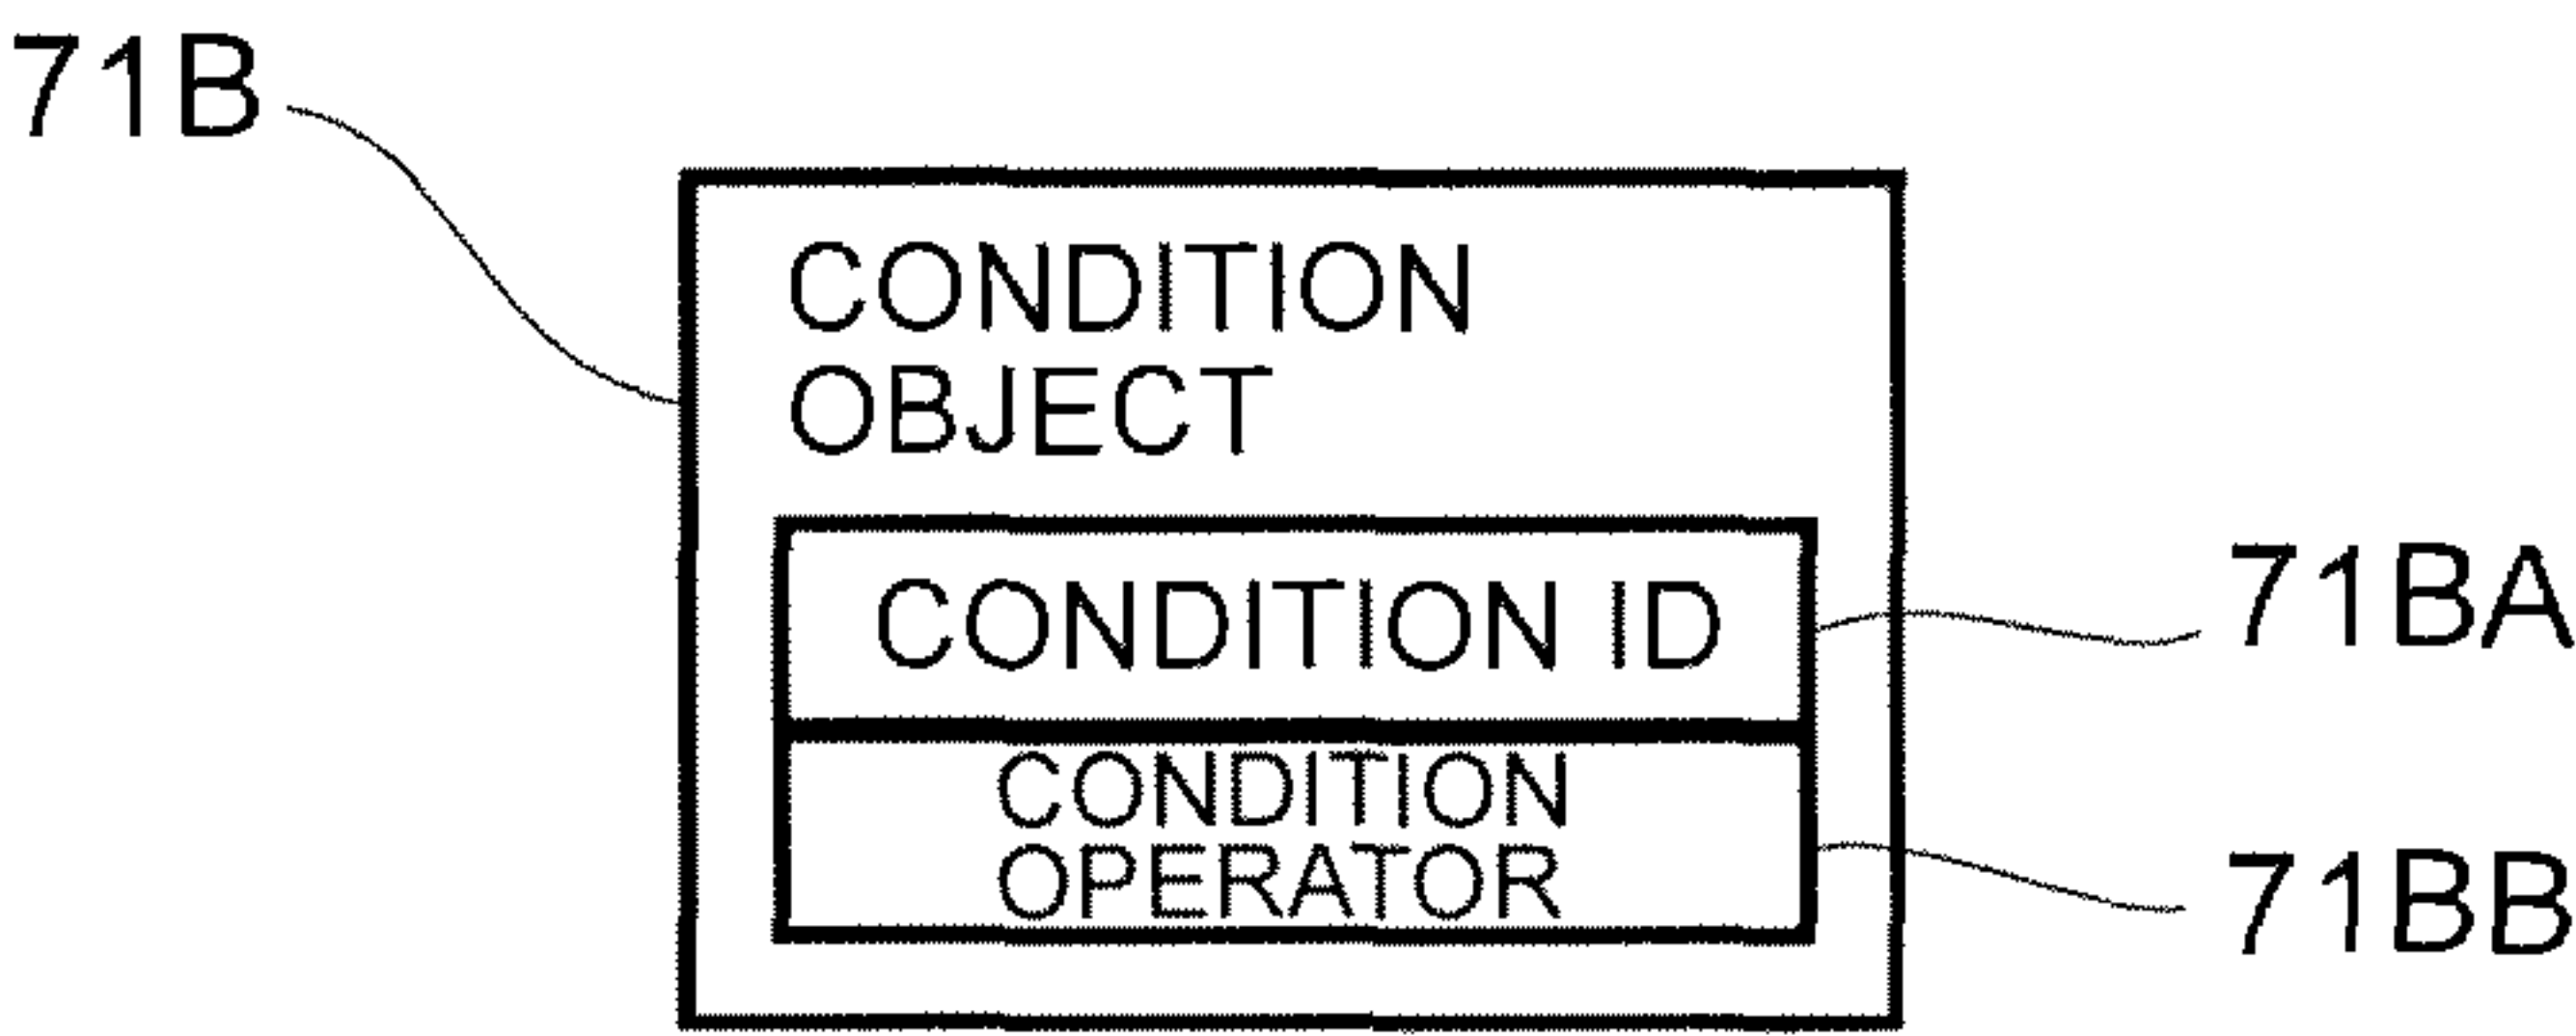 71B
CONDITION
OBJECT
CONDITION ID
71BA
CONDITION
OPERATOR
71BB